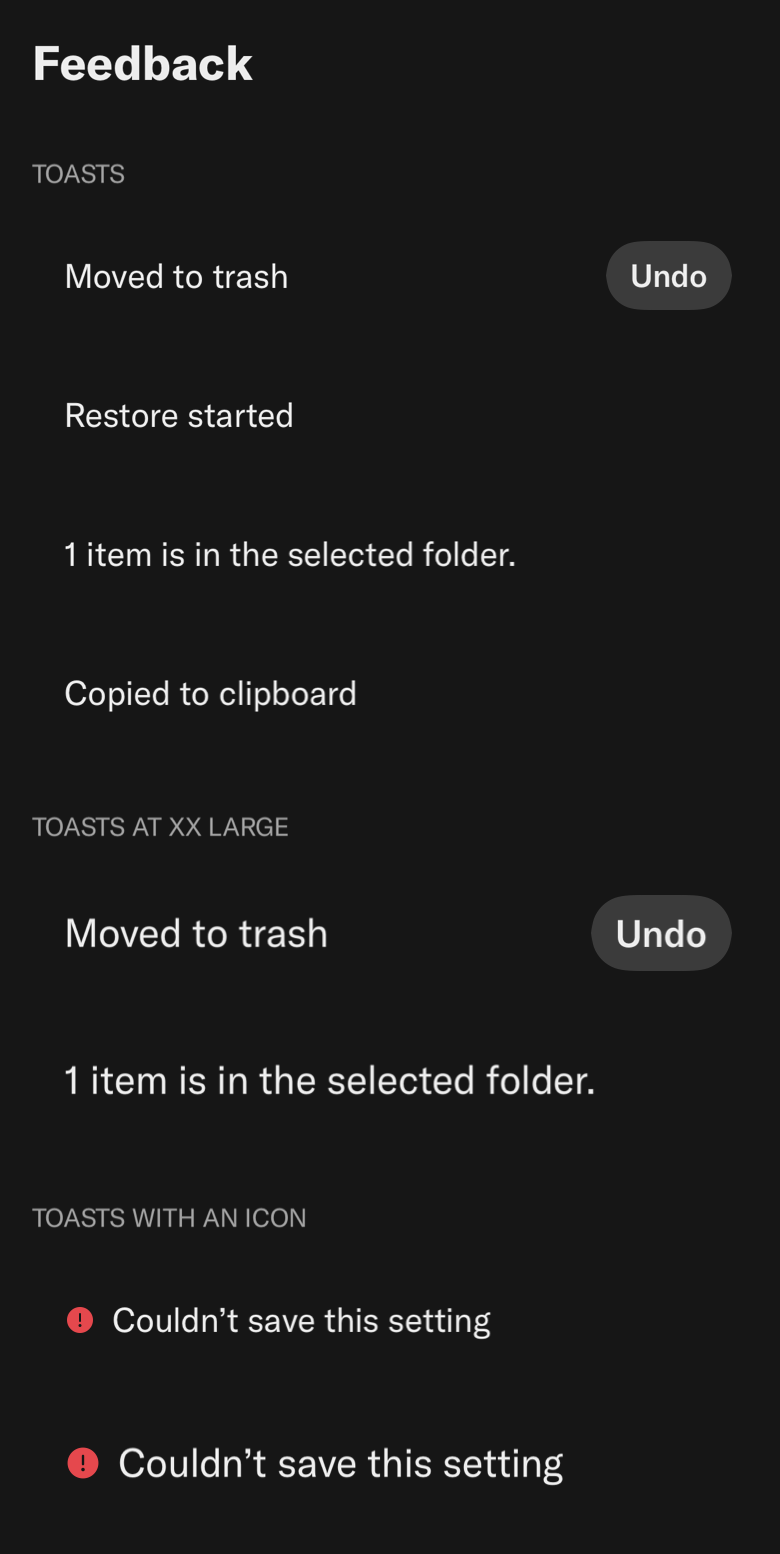 Feedback
TOASTS
Moved to trash
Undo
Restore started
1 item is in the selected folder.
Copied to clipboard
TOASTS AT XX LARGE
Moved to trash
Undo
1 item is in the selected folder.
TOASTS WITH AN ICON
Couldn’t save this setting
Couldn’t save this setting